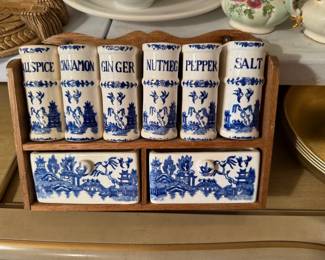 ALLSPICE
CINNAMON
GINGER
NUTMEG
PEPPER
SALT